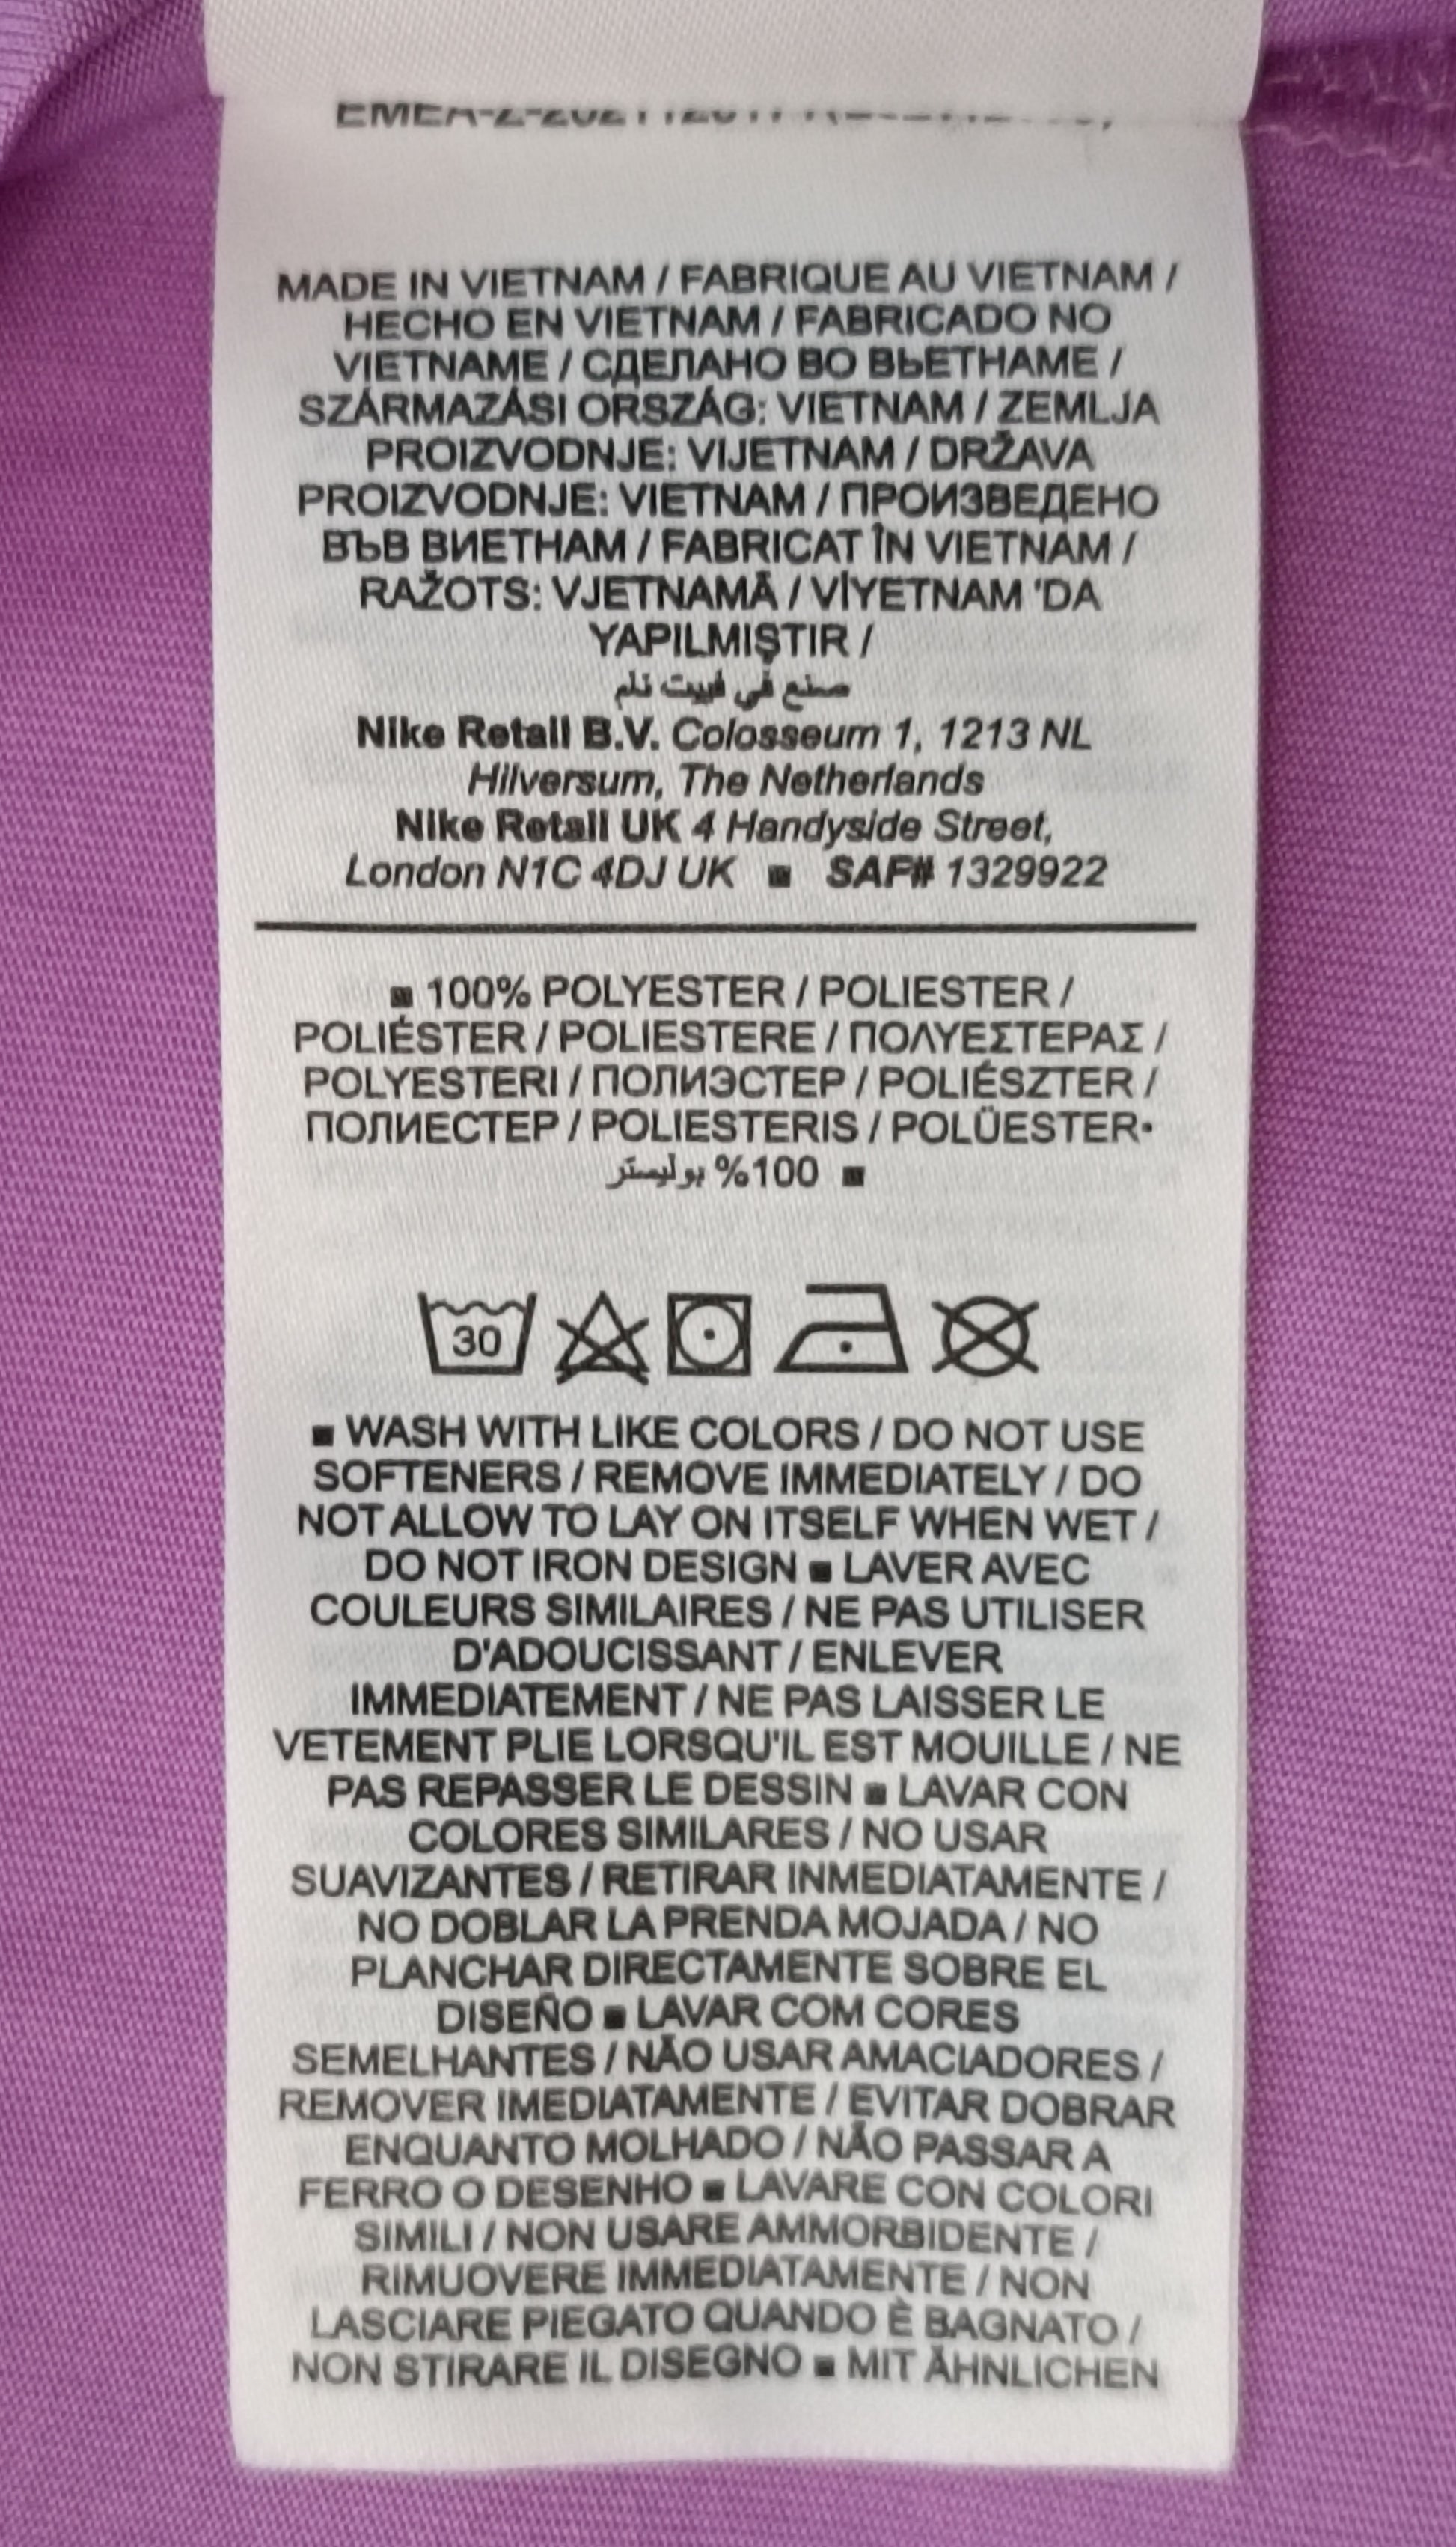 MADE IN VIETNAM / FABRIQUE AU VIETNAM /
HECHO EN VIETNAM / FABRICADO NO
VIETNAME / СДЕЛАНО ВО ВЬЕТНАМЕ /
SZÁRMAZÁSI ORSZÁG: VIETNAM / ZEMLJA
PROIZVODNJE: VIJETNAM / DRŽAVA
PROIZVODNJE: VIETNAM / ПРОИЗВЕДЕНО
ВЪВ ВИЕТНАМ / FABRICAT ÎN VIETNAM /
RAŽOTS: VJETNAMĀ / VİYETNAM 'DA
YAPILMIŞTIR /
صنع في فييت نام
Nike Retail B.V. Colosseum 1, 1213 NL
Hilversum, The Netherlands
Nike Retail UK 4 Handyside Street,
London N1C 4DJ UK ■ SAF# 1329922
■ 100% POLYESTER / POLIESTER /
POLIÉSTER / POLIESTERE / ΠΟΛΥΕΣΤΕΡΑΣ /
POLYESTERI / ПОЛИЭСТЕР / POLIÉSZTER /
ПОЛИЕСТЕР / POLIESTERIS / POLÜESTER•
■ 100% بوليستر
30
■ WASH WITH LIKE COLORS / DO NOT USE
SOFTENERS / REMOVE IMMEDIATELY / DO
NOT ALLOW TO LAY ON ITSELF WHEN WET /
DO NOT IRON DESIGN ■ LAVER AVEC
COULEURS SIMILAIRES / NE PAS UTILISER
D'ADOUCISSANT / ENLEVER
IMMEDIATEMENT / NE PAS LAISSER LE
VETEMENT PLIE LORSQU'IL EST MOUILLE / NE
PAS REPASSER LE DESSIN ■ LAVAR CON
COLORES SIMILARES / NO USAR
SUAVIZANTES / RETIRAR INMEDIATAMENTE /
NO DOBLAR LA PRENDA MOJADA / NO
PLANCHAR DIRECTAMENTE SOBRE EL
DISEÑO ■ LAVAR COM CORES
SEMELHANTES / NÃO USAR AMACIADORES /
REMOVER IMEDIATAMENTE / EVITAR DOBRAR
ENQUANTO MOLHADO / NÃO PASSAR A
FERRO O DESENHO ■ LAVARE CON COLORI
SIMILI / NON USARE AMMORBIDENTE /
RIMUOVERE IMMEDIATAMENTE / NON
LASCIARE PIEGATO QUANDO È BAGNATO /
NON STIRARE IL DISEGNO ■ MIT ÄHNLICHEN